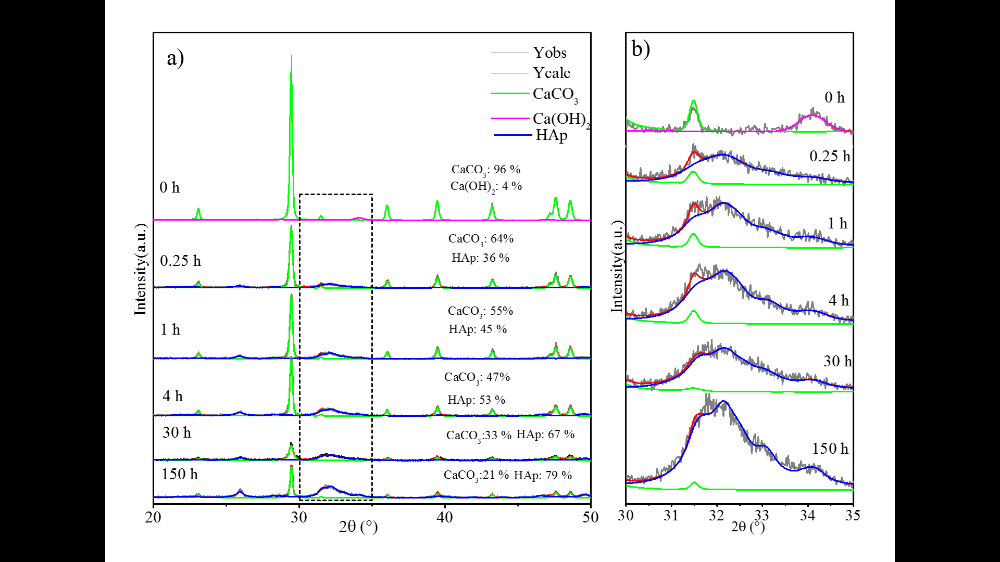 a)
Yobs
Ycalc
CaCO₃
Ca(OH)₂
HAp
CaCO₃: 96 %
Ca(OH)₂: 4 %
0 h
CaCO₃: 64%
HAp: 36 %
0.25 h
CaCO₃: 55%
HAp: 45 %
1 h
CaCO₃: 47%
HAp: 53 %
4 h
CaCO₃:33 % HAp: 67 %
30 h
CaCO₃:21 % HAp: 79 %
150 h
Intensity(a.u.)
20 30 40 50
2θ (°)
b)
0 h
0.25 h
1 h
4 h
30 h
150 h
Intensity(a.u.)
30 31 32 33 34 35
2θ (°)